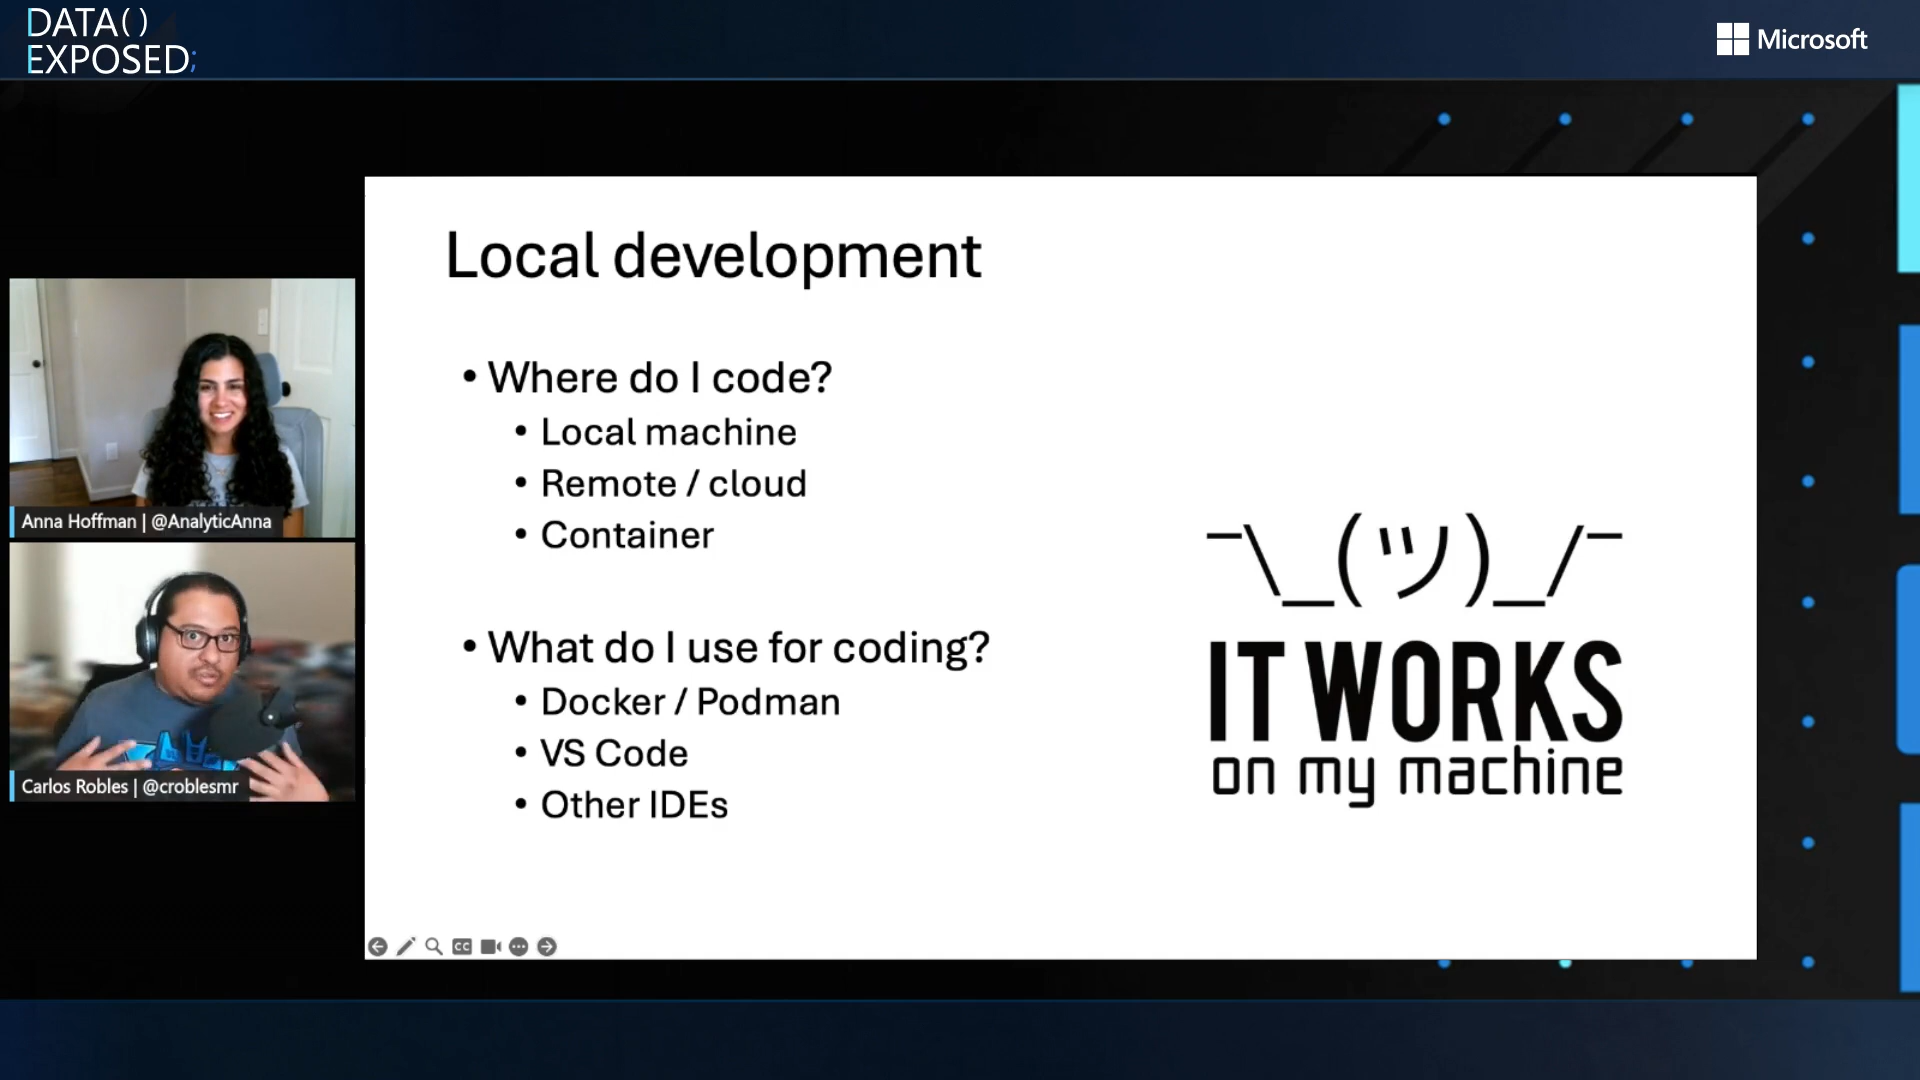 DATA()
EXPOSED;
Microsoft
Local development
• Where do I code?
• Local machine
• Remote / cloud
• Container
• What do I use for coding?
• Docker / Podman
• VS Code
• Other IDEs
¯\_(ツ)_/¯
IT WORKS
on my machine
Anna Hoffman | @AnalyticAnna
Carlos Robles | @croblesmr
CC